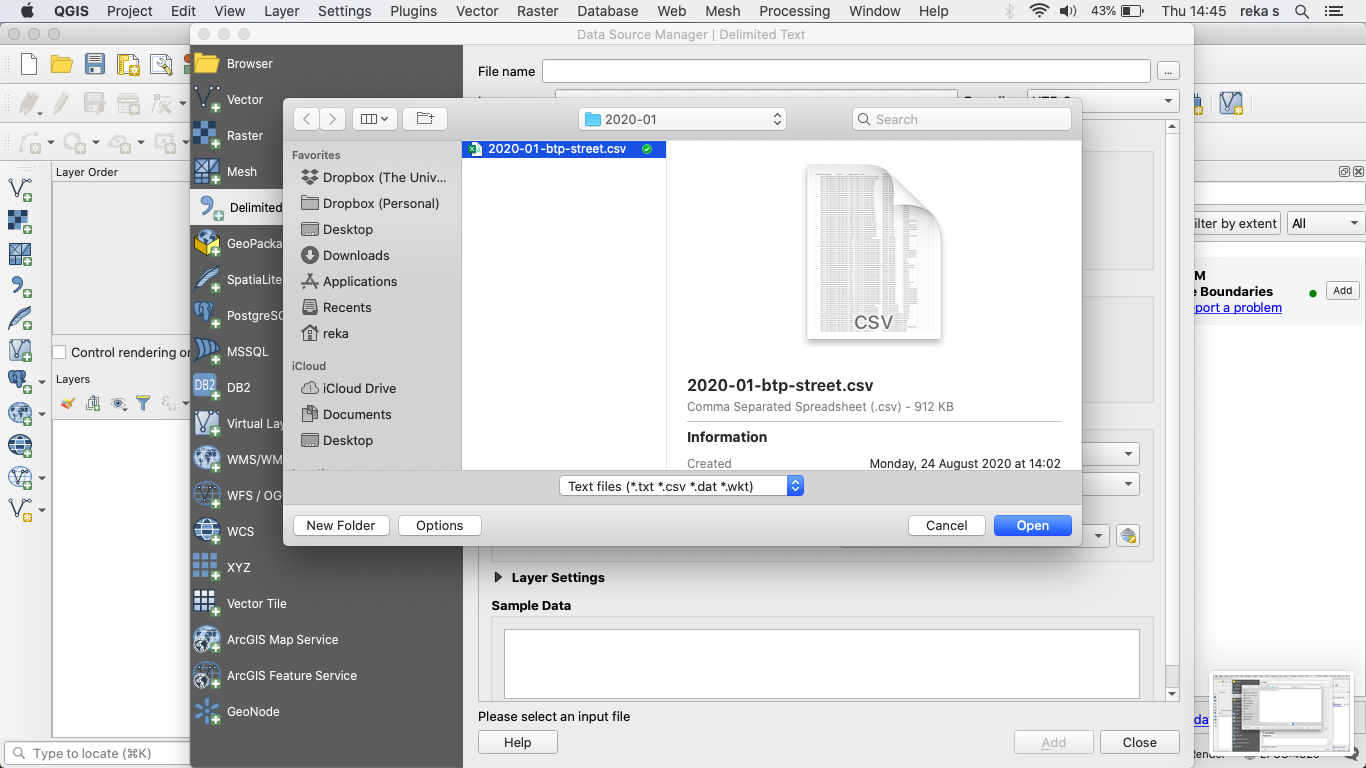 QGIS Project Edit View Layer Settings Plugins Vector Raster Database Web Mesh Processing Window Help 43% Thu 14:45 reka s
Data Source Manager | Delimited Text
Browser
Vector
Raster
Mesh
Delimited
GeoPacka
SpatiaLite
PostgreSQ
MSSQL
DB2
DB2
Virtual Lay
WMS/WM
WFS / OG
WCS
XYZ
Vector Tile
ArcGIS Map Service
ArcGIS Feature Service
GeoNode
File name
...
2020-01
Search
Favorites
Dropbox (The Univ...
Dropbox (Personal)
Desktop
Downloads
Applications
Recents
reka
iCloud
iCloud Drive
Documents
Desktop
2020-01-btp-street.csv
CSV
2020-01-btp-street.csv
Comma Separated Spreadsheet (.csv) - 912 KB
Information
Created Monday, 24 August 2020 at 14:02
Text files (*.txt *.csv *.dat *.wkt)
New Folder Options Cancel Open
Layer Settings
Sample Data
Please select an input file
Help Add Close
Layer Order
Control rendering or
Layers
Type to locate (⌘K)
ilter by extent All
M
e Boundaries
port a problem
Add